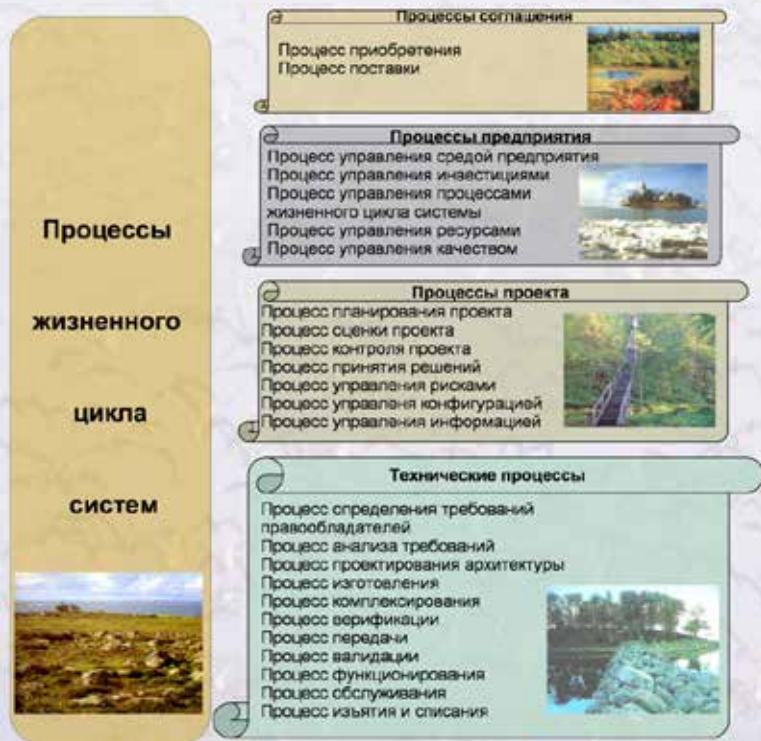 Процессы
жизненного
цикла
систем
Процессы соглашения
Процесс приобретения
Процесс поставки
Процессы предприятия
Процесс управления средой предприятия
Процесс управления инвестициями
Процесс управления процессами
жизненного цикла системы
Процесс управления ресурсами
Процесс управления качеством
Процессы проекта
Процесс планирования проекта
Процесс оценки проекта
Процесс контроля проекта
Процесс принятия решений
Процесс управления рисками
Процесс управленя конфигурацией
Процесс управления информацией
Технические процессы
Процесс определения требований
правообладателей
Процесс анализа требований
Процесс проектирования архитектуры
Процесс изготовления
Процесс комплексирования
Процесс верификации
Процесс передачи
Процесс валидации
Процесс функционирования
Процесс обслуживания
Процесс изъятия и списания